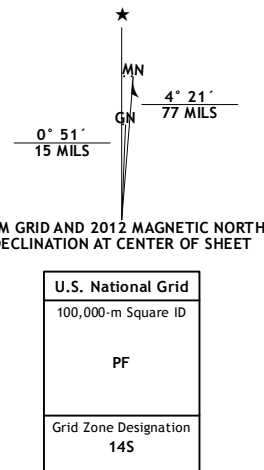 ★
MN
GN
4° 21´
77 MILS
0° 51´
15 MILS
M GRID AND 2012 MAGNETIC NORTH
DECLINATION AT CENTER OF SHEET
U.S. National Grid
100,000-m Square ID
PF
Grid Zone Designation
14S